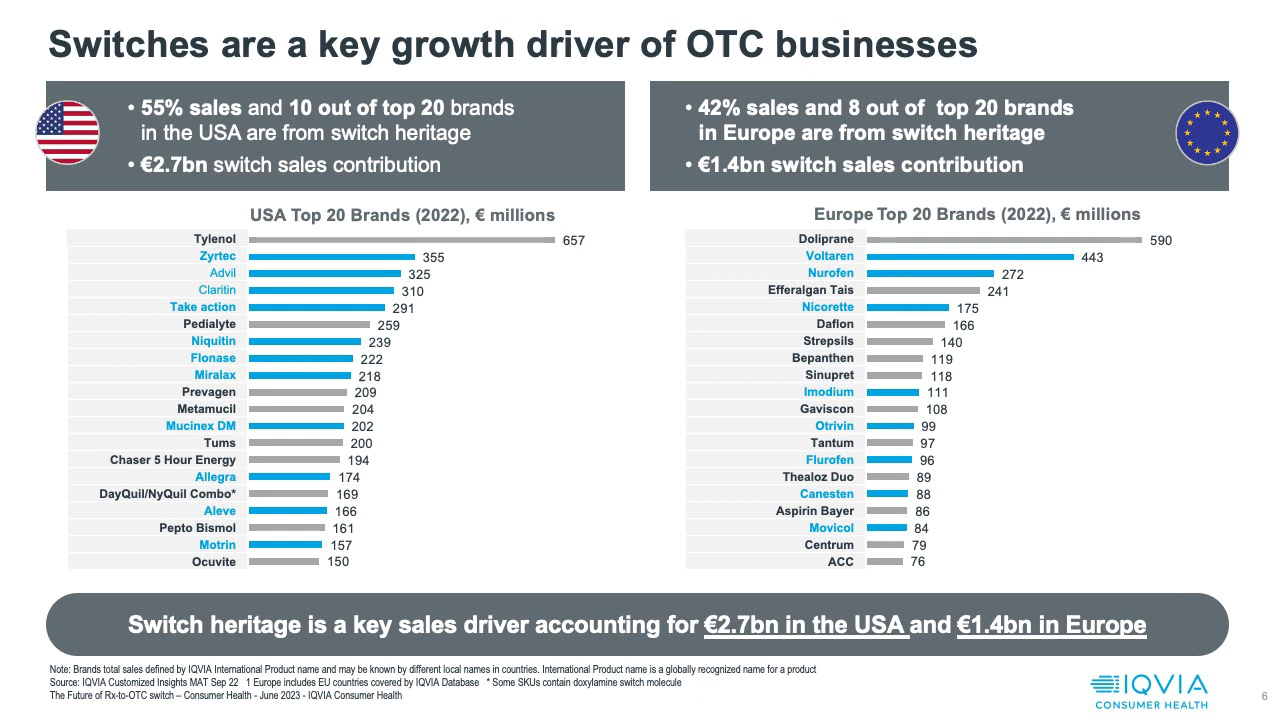 Switches are a key growth driver of OTC businesses
• 55% sales and 10 out of top 20 brands
in the USA are from switch heritage
• €2.7bn switch sales contribution
• 42% sales and 8 out of top 20 brands
in Europe are from switch heritage
• €1.4bn switch sales contribution
USA Top 20 Brands (2022), € millions
Tylenol 657
Zyrtec 355
Advil 325
Claritin 310
Take action 291
Pedialyte 259
Niquitin 239
Flonase 222
Miralax 218
Prevagen 209
Metamucil 204
Mucinex DM 202
Tums 200
Chaser 5 Hour Energy 194
Allegra 174
DayQuil/NyQuil Combo* 169
Aleve 166
Pepto Bismol 161
Motrin 157
Ocuvite 150
Europe Top 20 Brands (2022), € millions
Doliprane 590
Voltaren 443
Nurofen 272
Efferalgan Tais 241
Nicorette 175
Daflon 166
Strepsils 140
Bepanthen 119
Sinupret 118
Imodium 111
Gaviscon 108
Otrivin 99
Tantum 97
Flurofen 96
Thealoz Duo 89
Canesten 88
Aspirin Bayer 86
Movicol 84
Centrum 79
ACC 76
Switch heritage is a key sales driver accounting for €2.7bn in the USA and €1.4bn in Europe
Note: Brands total sales defined by IQVIA International Product name and may be known by different local names in countries. International Product name is a globally recognized name for a product
Source: IQVIA Customized Insights MAT Sep 22 1 Europe includes EU countries covered by IQVIA Database * Some SKUs contain doxylamine switch molecule
The Future of Rx-to-OTC switch – Consumer Health - June 2023 - IQVIA Consumer Health
IQVIA
CONSUMER HEALTH
6